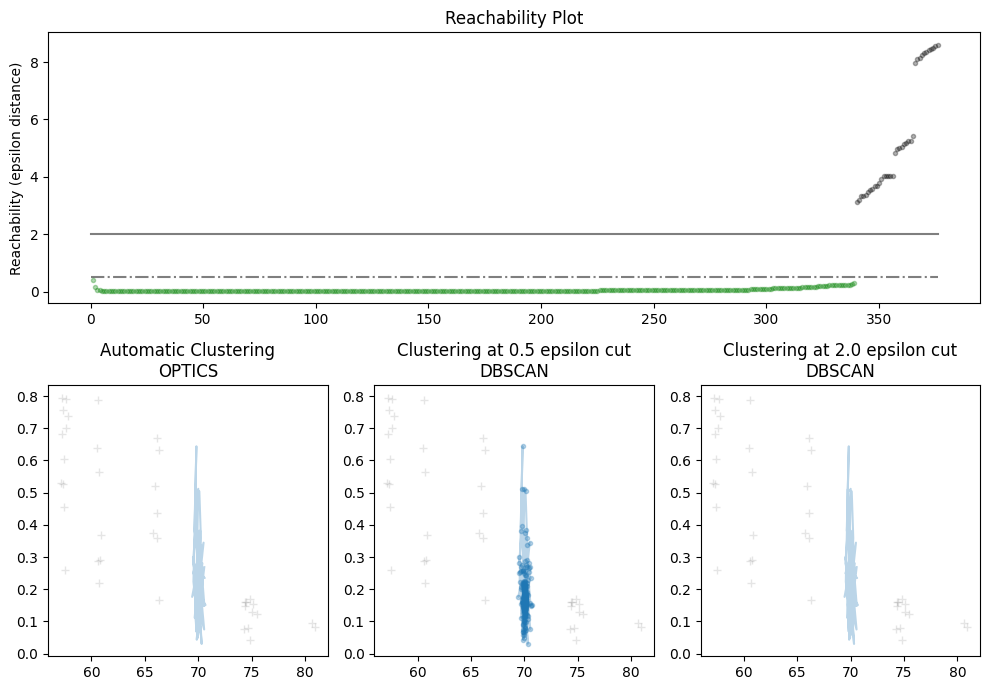 Reachability Plot
Reachability (epsilon distance)
8
6
4
2
0
0 50 100 150 200 250 300 350
Automatic Clustering
OPTICS
0.8
0.7
0.6
0.5
0.4
0.3
0.2
0.1
0.0
60 65 70 75 80
Clustering at 0.5 epsilon cut
DBSCAN
0.8
0.7
0.6
0.5
0.4
0.3
0.2
0.1
0.0
60 65 70 75 80
Clustering at 2.0 epsilon cut
DBSCAN
0.8
0.7
0.6
0.5
0.4
0.3
0.2
0.1
0.0
60 65 70 75 80